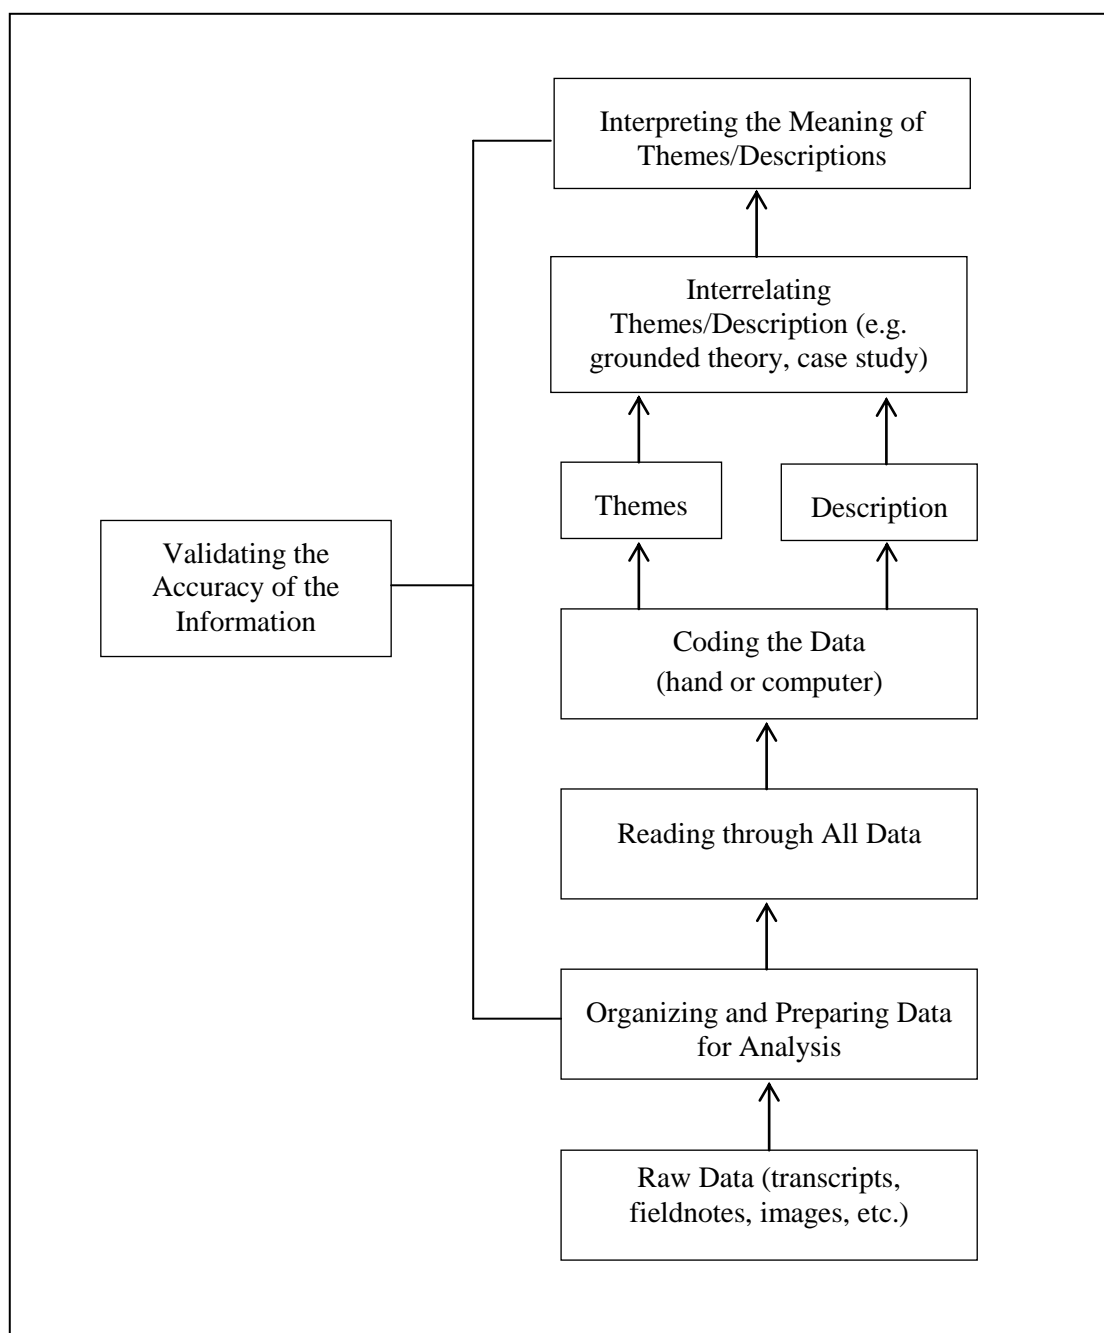 Interpreting the Meaning of
Themes/Descriptions
Interrelating
Themes/Description (e.g.
grounded theory, case study)
Themes
Description
Validating the
Accuracy of the
Information
Coding the Data
(hand or computer)
Reading through All Data
Organizing and Preparing Data
for Analysis
Raw Data (transcripts,
fieldnotes, images, etc.)